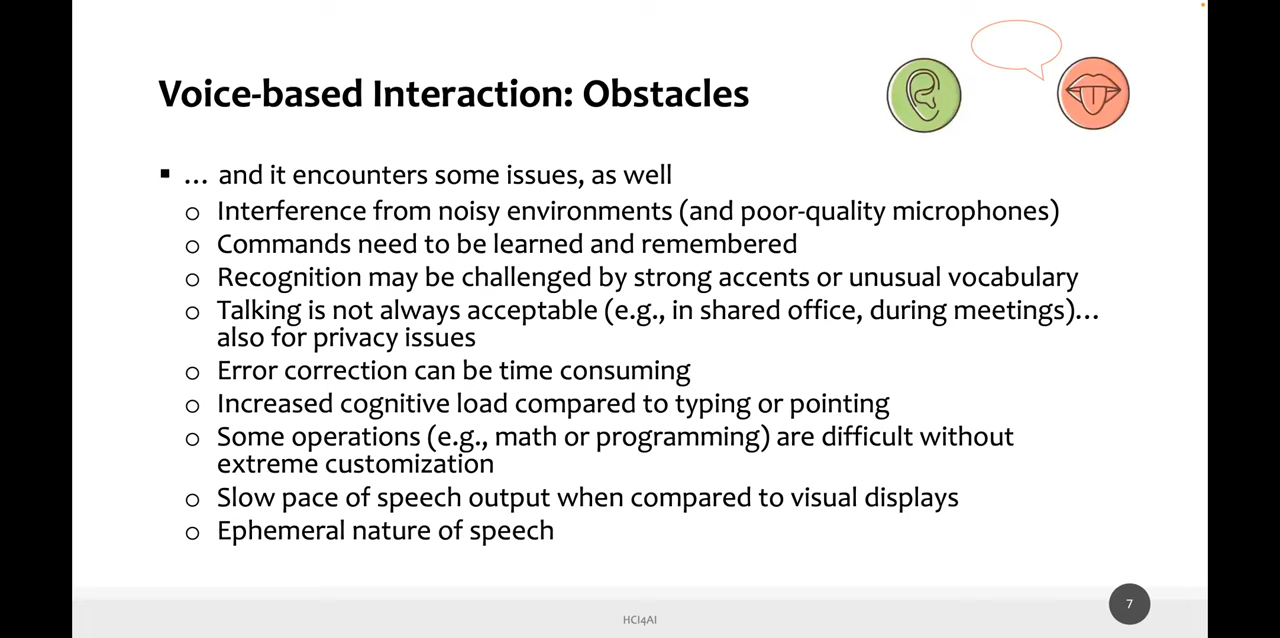 Voice-based Interaction: Obstacles
▪ … and it encounters some issues, as well
o Interference from noisy environments (and poor-quality microphones)
o Commands need to be learned and remembered
o Recognition may be challenged by strong accents or unusual vocabulary
o Talking is not always acceptable (e.g., in shared office, during meetings)…
also for privacy issues
o Error correction can be time consuming
o Increased cognitive load compared to typing or pointing
o Some operations (e.g., math or programming) are difficult without
extreme customization
o Slow pace of speech output when compared to visual displays
o Ephemeral nature of speech
HCI4AI
7